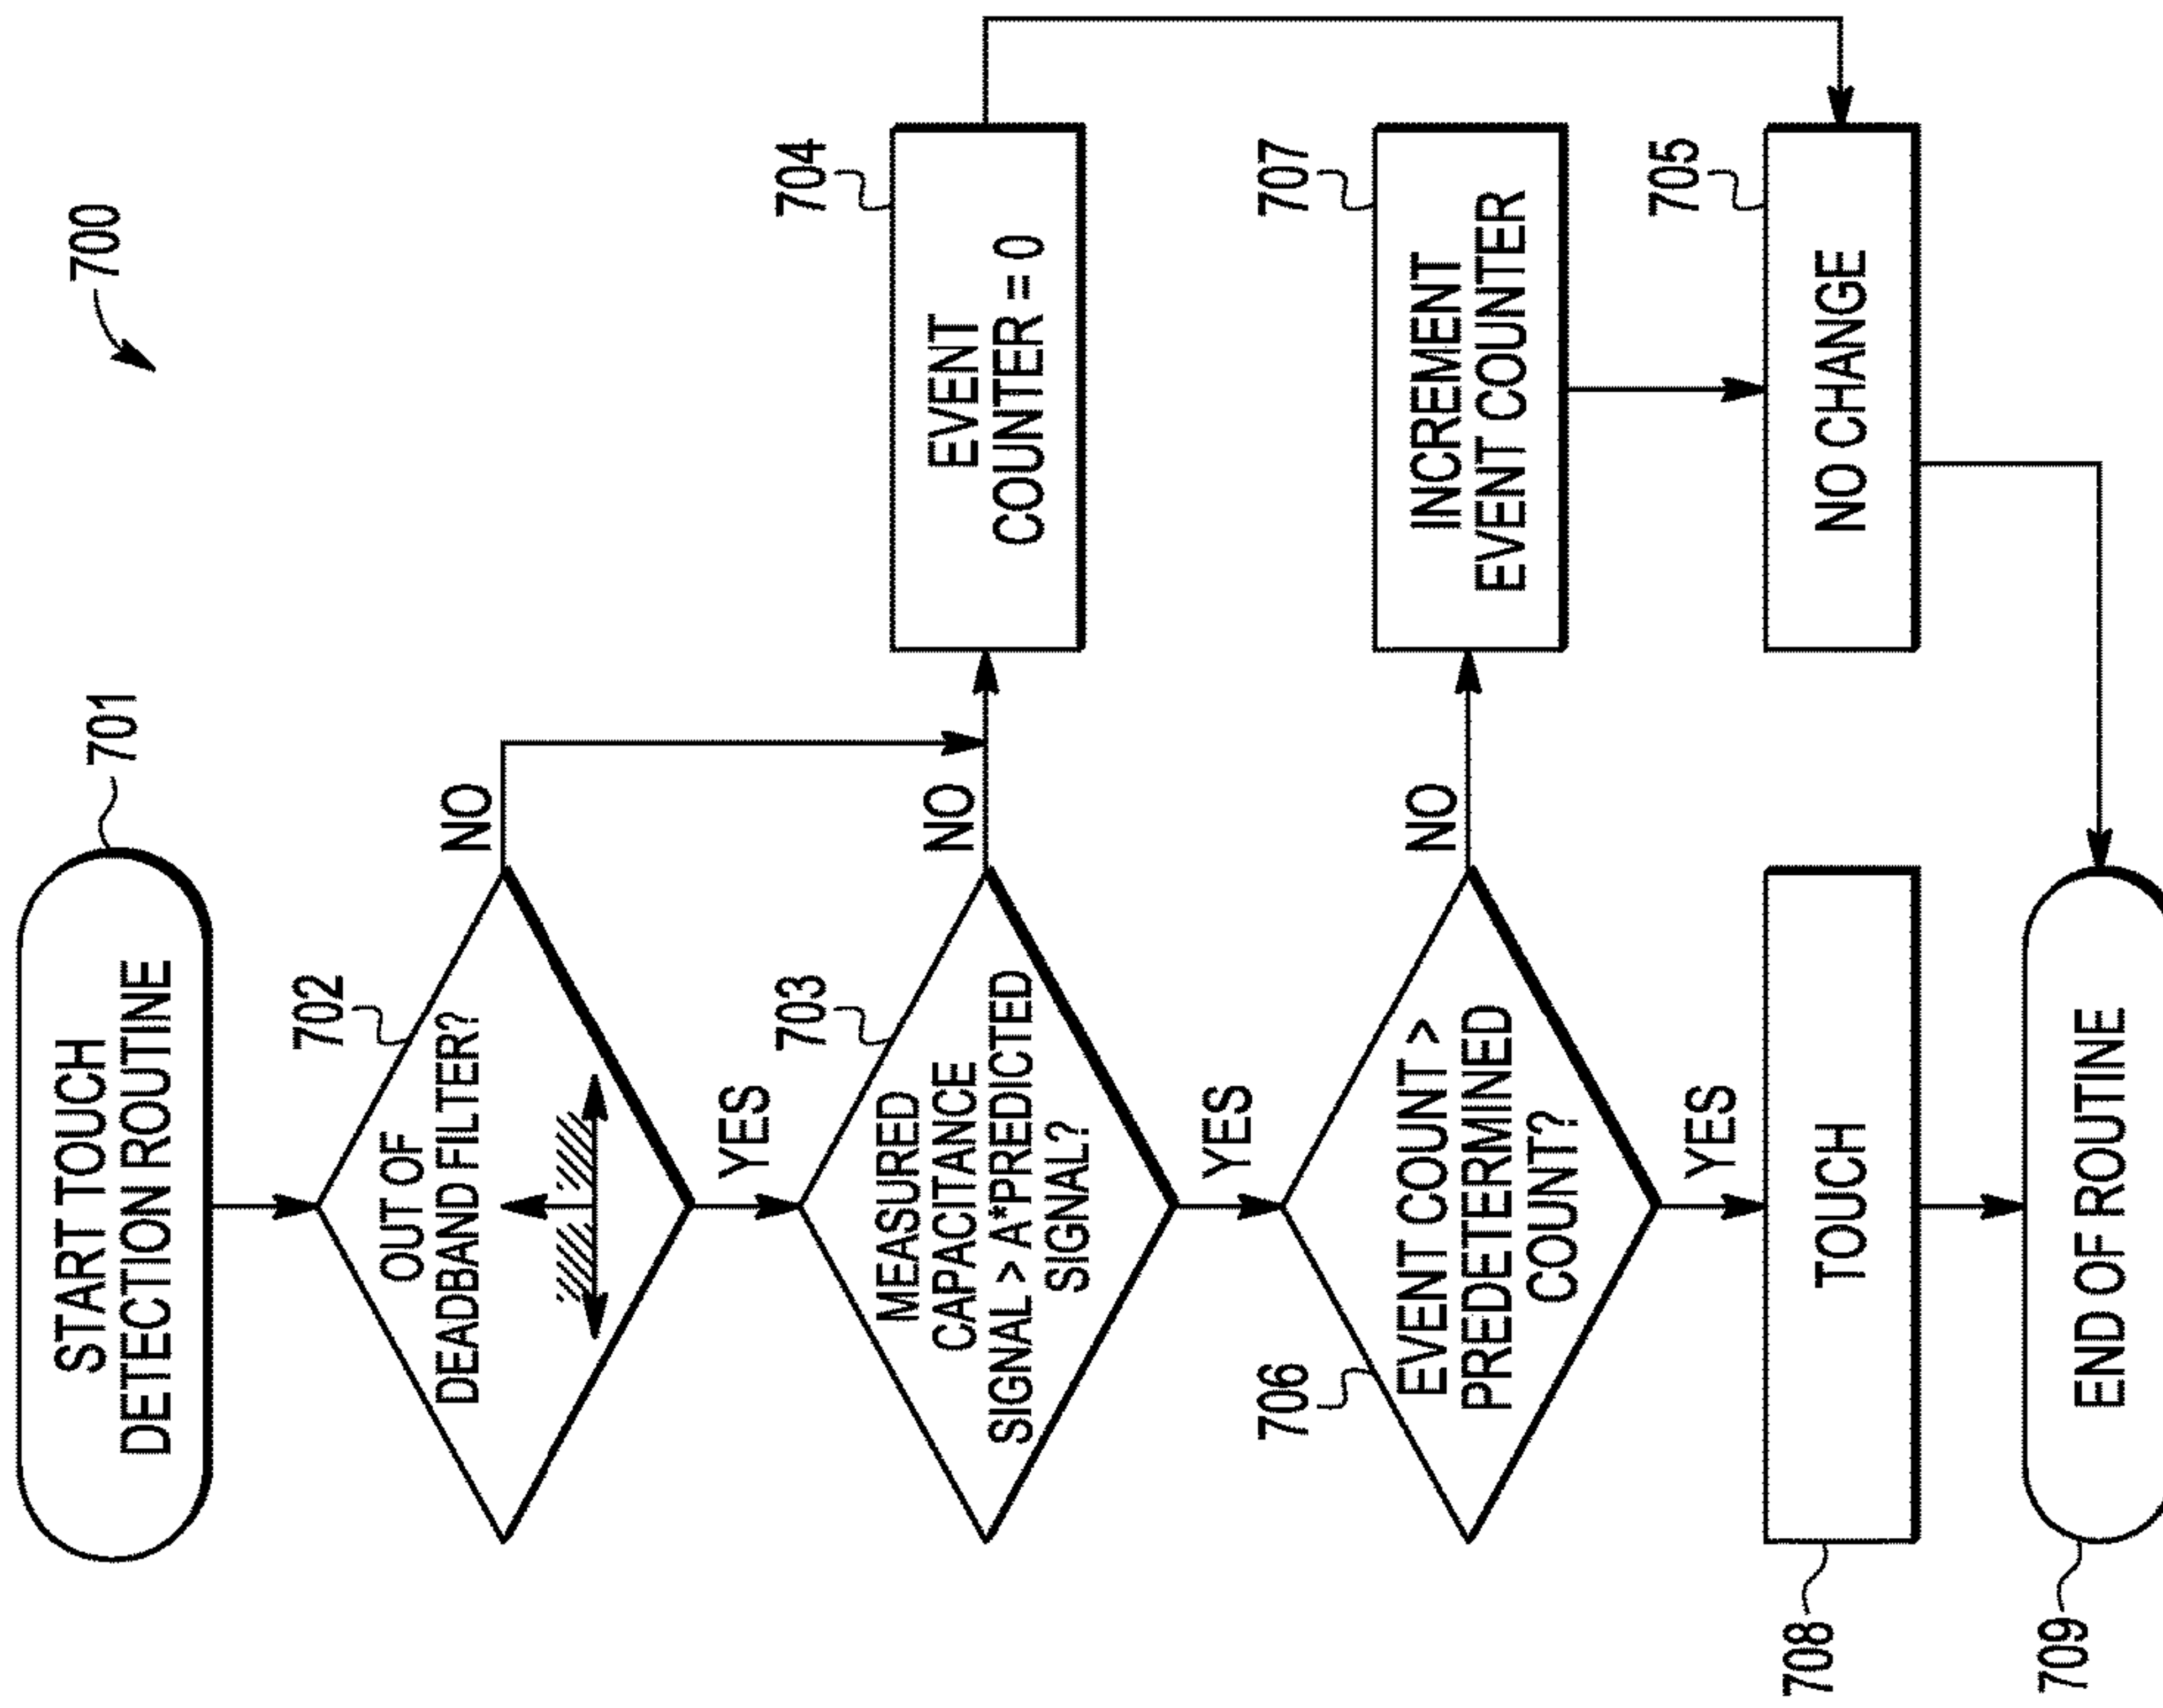 700
START TOUCH
DETECTION ROUTINE
701
OUT OF
DEADBAND FILTER?
702
NO
YES
MEASURED
CAPACITANCE
SIGNAL > A*PREDICTED
SIGNAL?
703
NO
EVENT
COUNTER = 0
704
YES
EVENT COUNT >
PREDETERMINED
COUNT?
706
NO
INCREMENT
EVENT COUNTER
707
YES
TOUCH
708
NO CHANGE
705
END OF ROUTINE
709